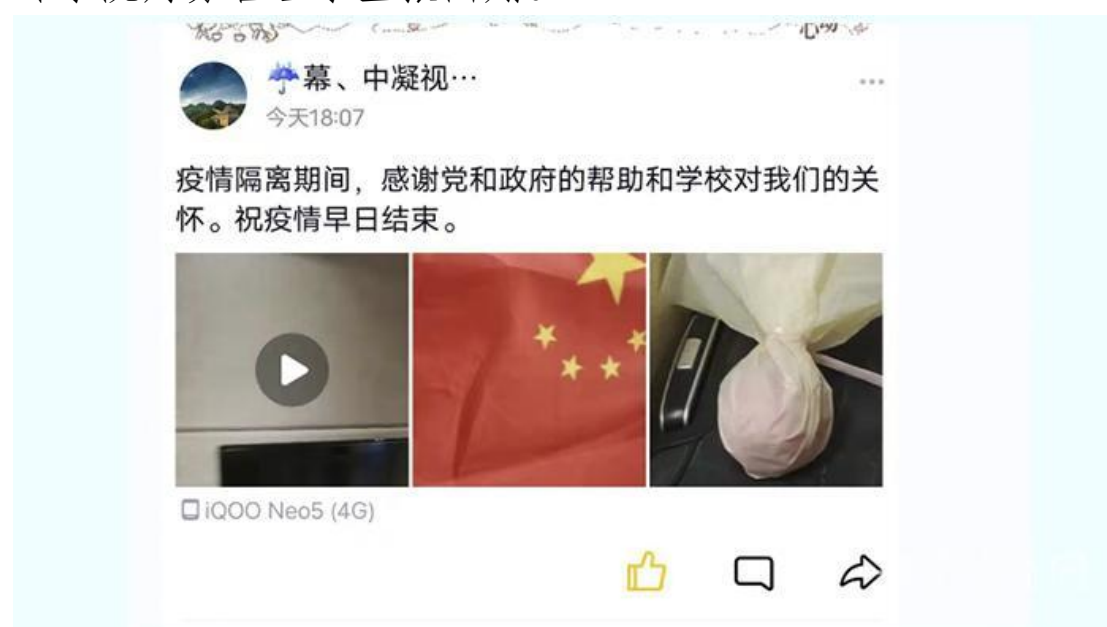 ☔幕、中凝视…
今天18:07
疫情隔离期间，感谢党和政府的帮助和学校对我们的关
怀。祝疫情早日结束。
iQOO Neo5 (4G)